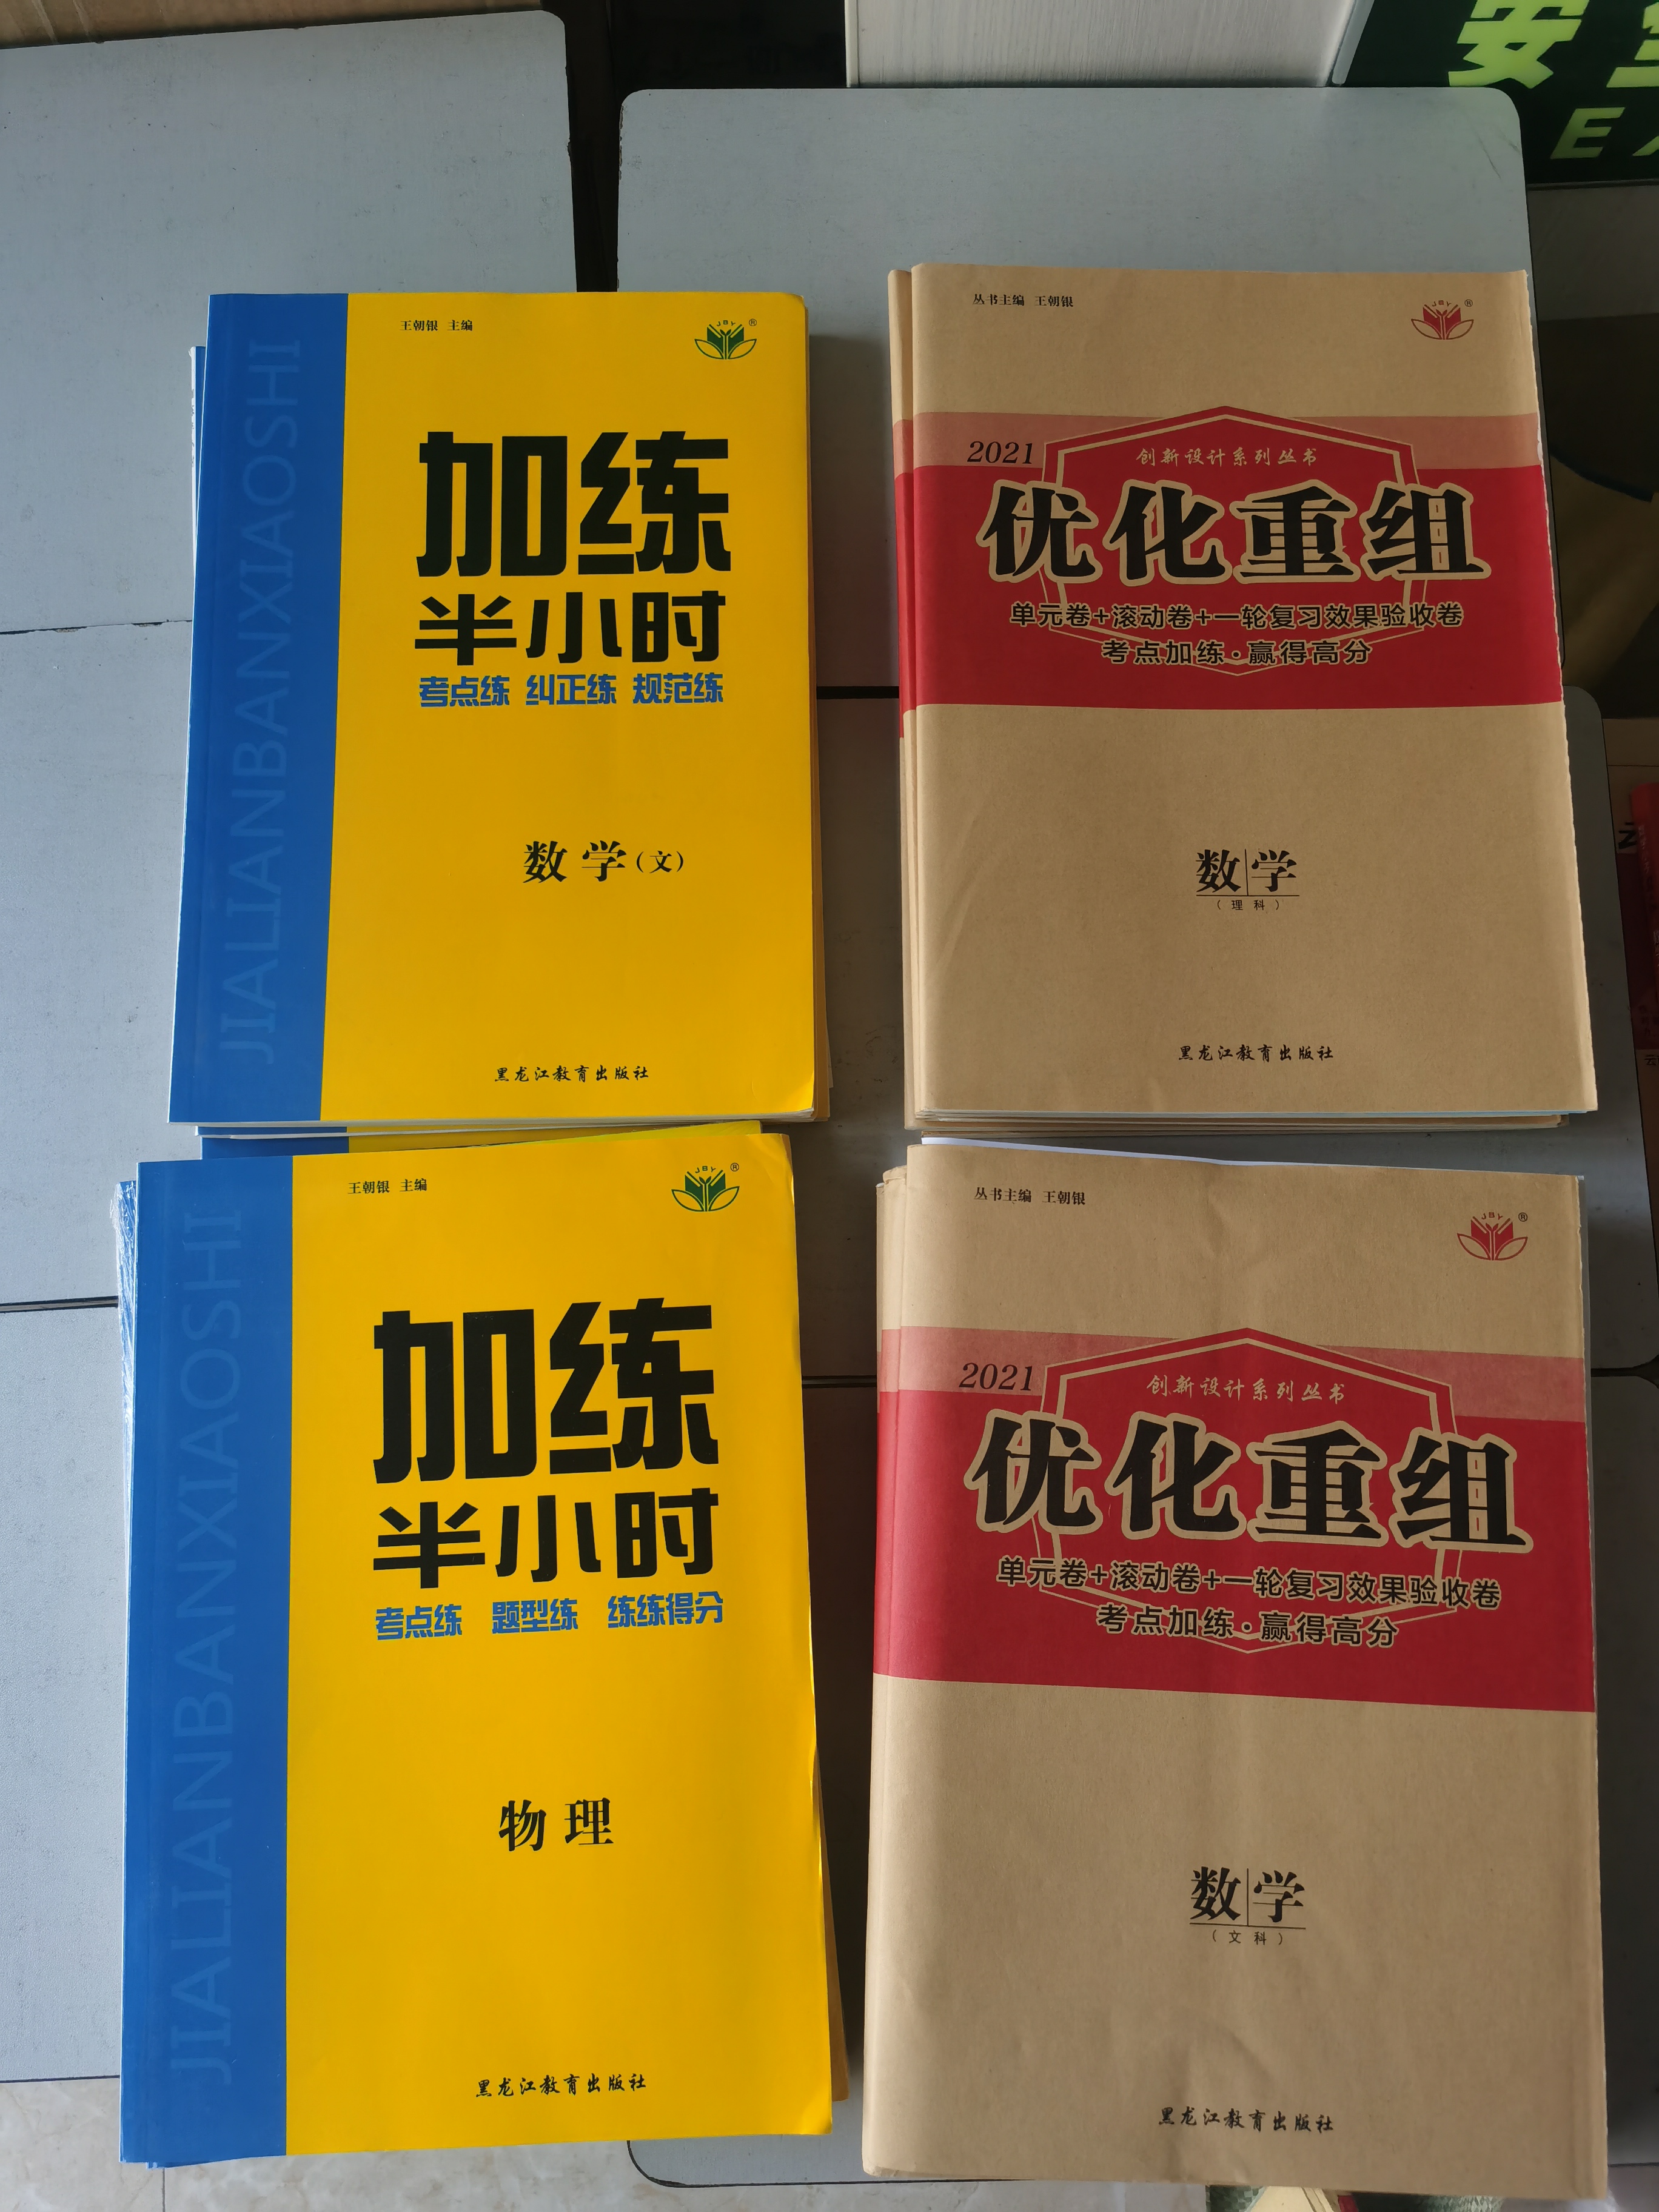 安全
王朝银 主编
JBY®
加练
半小时
考点练 纠正练 规范练
数学(文)
黑龙江教育出版社
JIALIANBANXIAOSHI
丛书主编 王朝银
JBY®
2021
创新设计系列丛书
优化重组
单元卷+滚动卷+一轮复习效果验收卷
考点加练·赢得高分
数学
(理科)
黑龙江教育出版社
王朝银 主编
JBY®
加练
半小时
考点练 题型练 练练得分
物理
黑龙江教育出版社
JIALIANBANXIAOSHI
丛书主编 王朝银
JBY®
2021
创新设计系列丛书
优化重组
单元卷+滚动卷+一轮复习效果验收卷
考点加练·赢得高分
数学
(文科)
黑龙江教育出版社